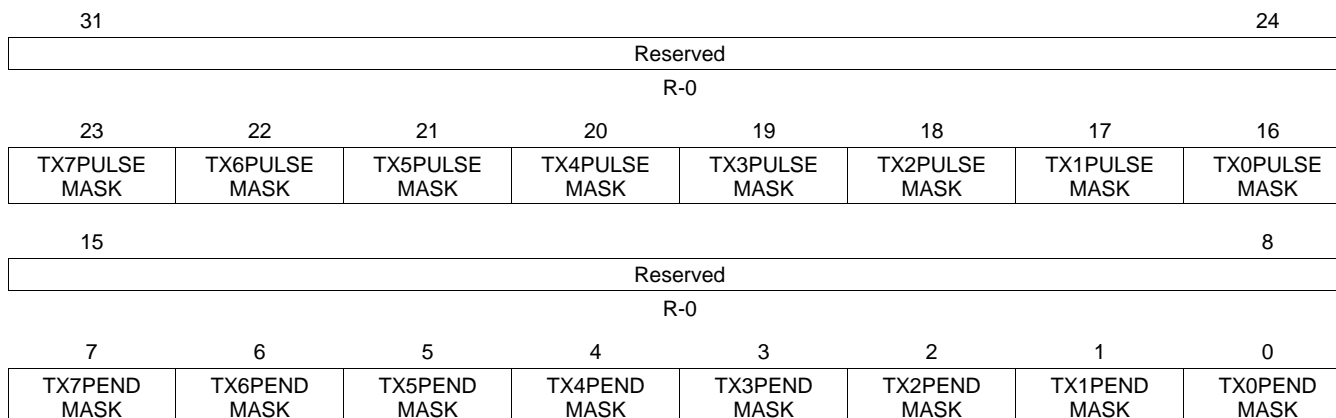 31 24
Reserved
R-0
23 22 21 20 19 18 17 16
TX7PULSE TX6PULSE TX5PULSE TX4PULSE TX3PULSE TX2PULSE TX1PULSE TX0PULSE
MASK MASK MASK MASK MASK MASK MASK MASK
15 8
Reserved
R-0
7 6 5 4 3 2 1 0
TX7PEND TX6PEND TX5PEND TX4PEND TX3PEND TX2PEND TX1PEND TX0PEND
MASK MASK MASK MASK MASK MASK MASK MASK